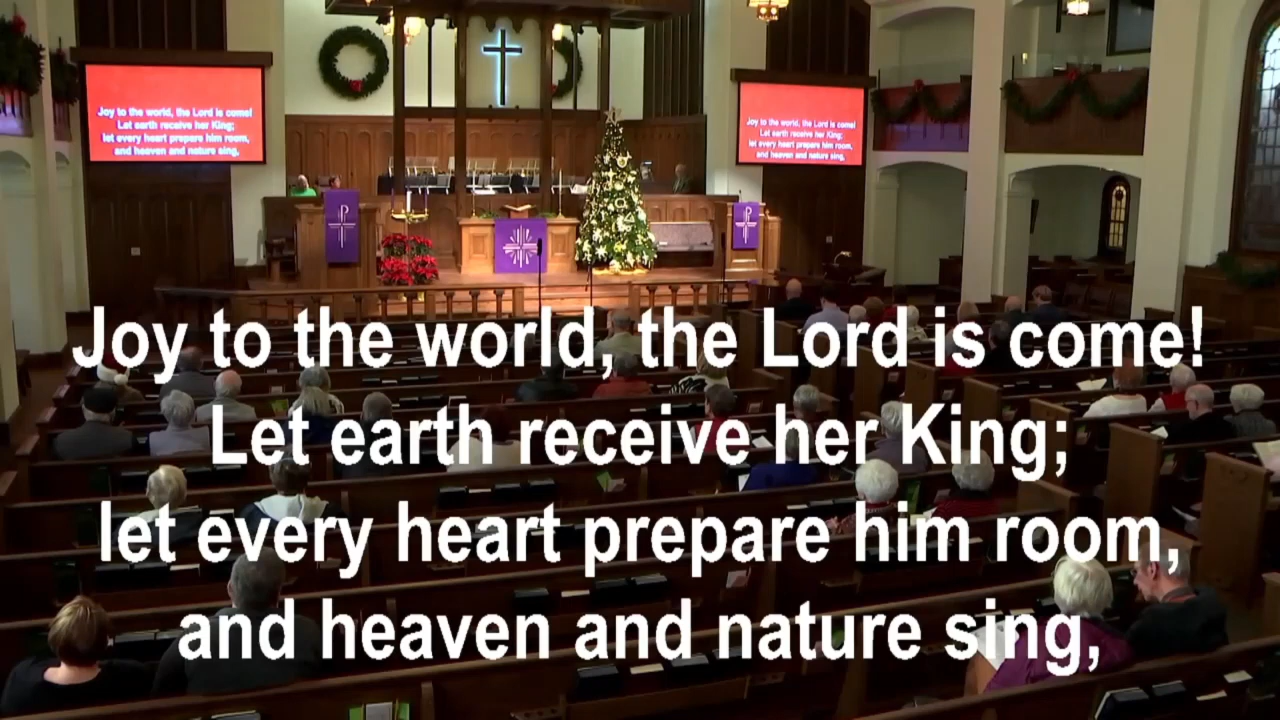 Joy to the world, the Lord is come!
Let earth receive her King;
let every heart prepare him room,
and heaven and nature sing,
Joy to the world, the Lord is come!
Let earth receive her King;
let every heart prepare him room,
and heaven and nature sing,
Joy to the world, the Lord is come!
Let earth receive her King;
let every heart prepare him room,
and heaven and nature sing,